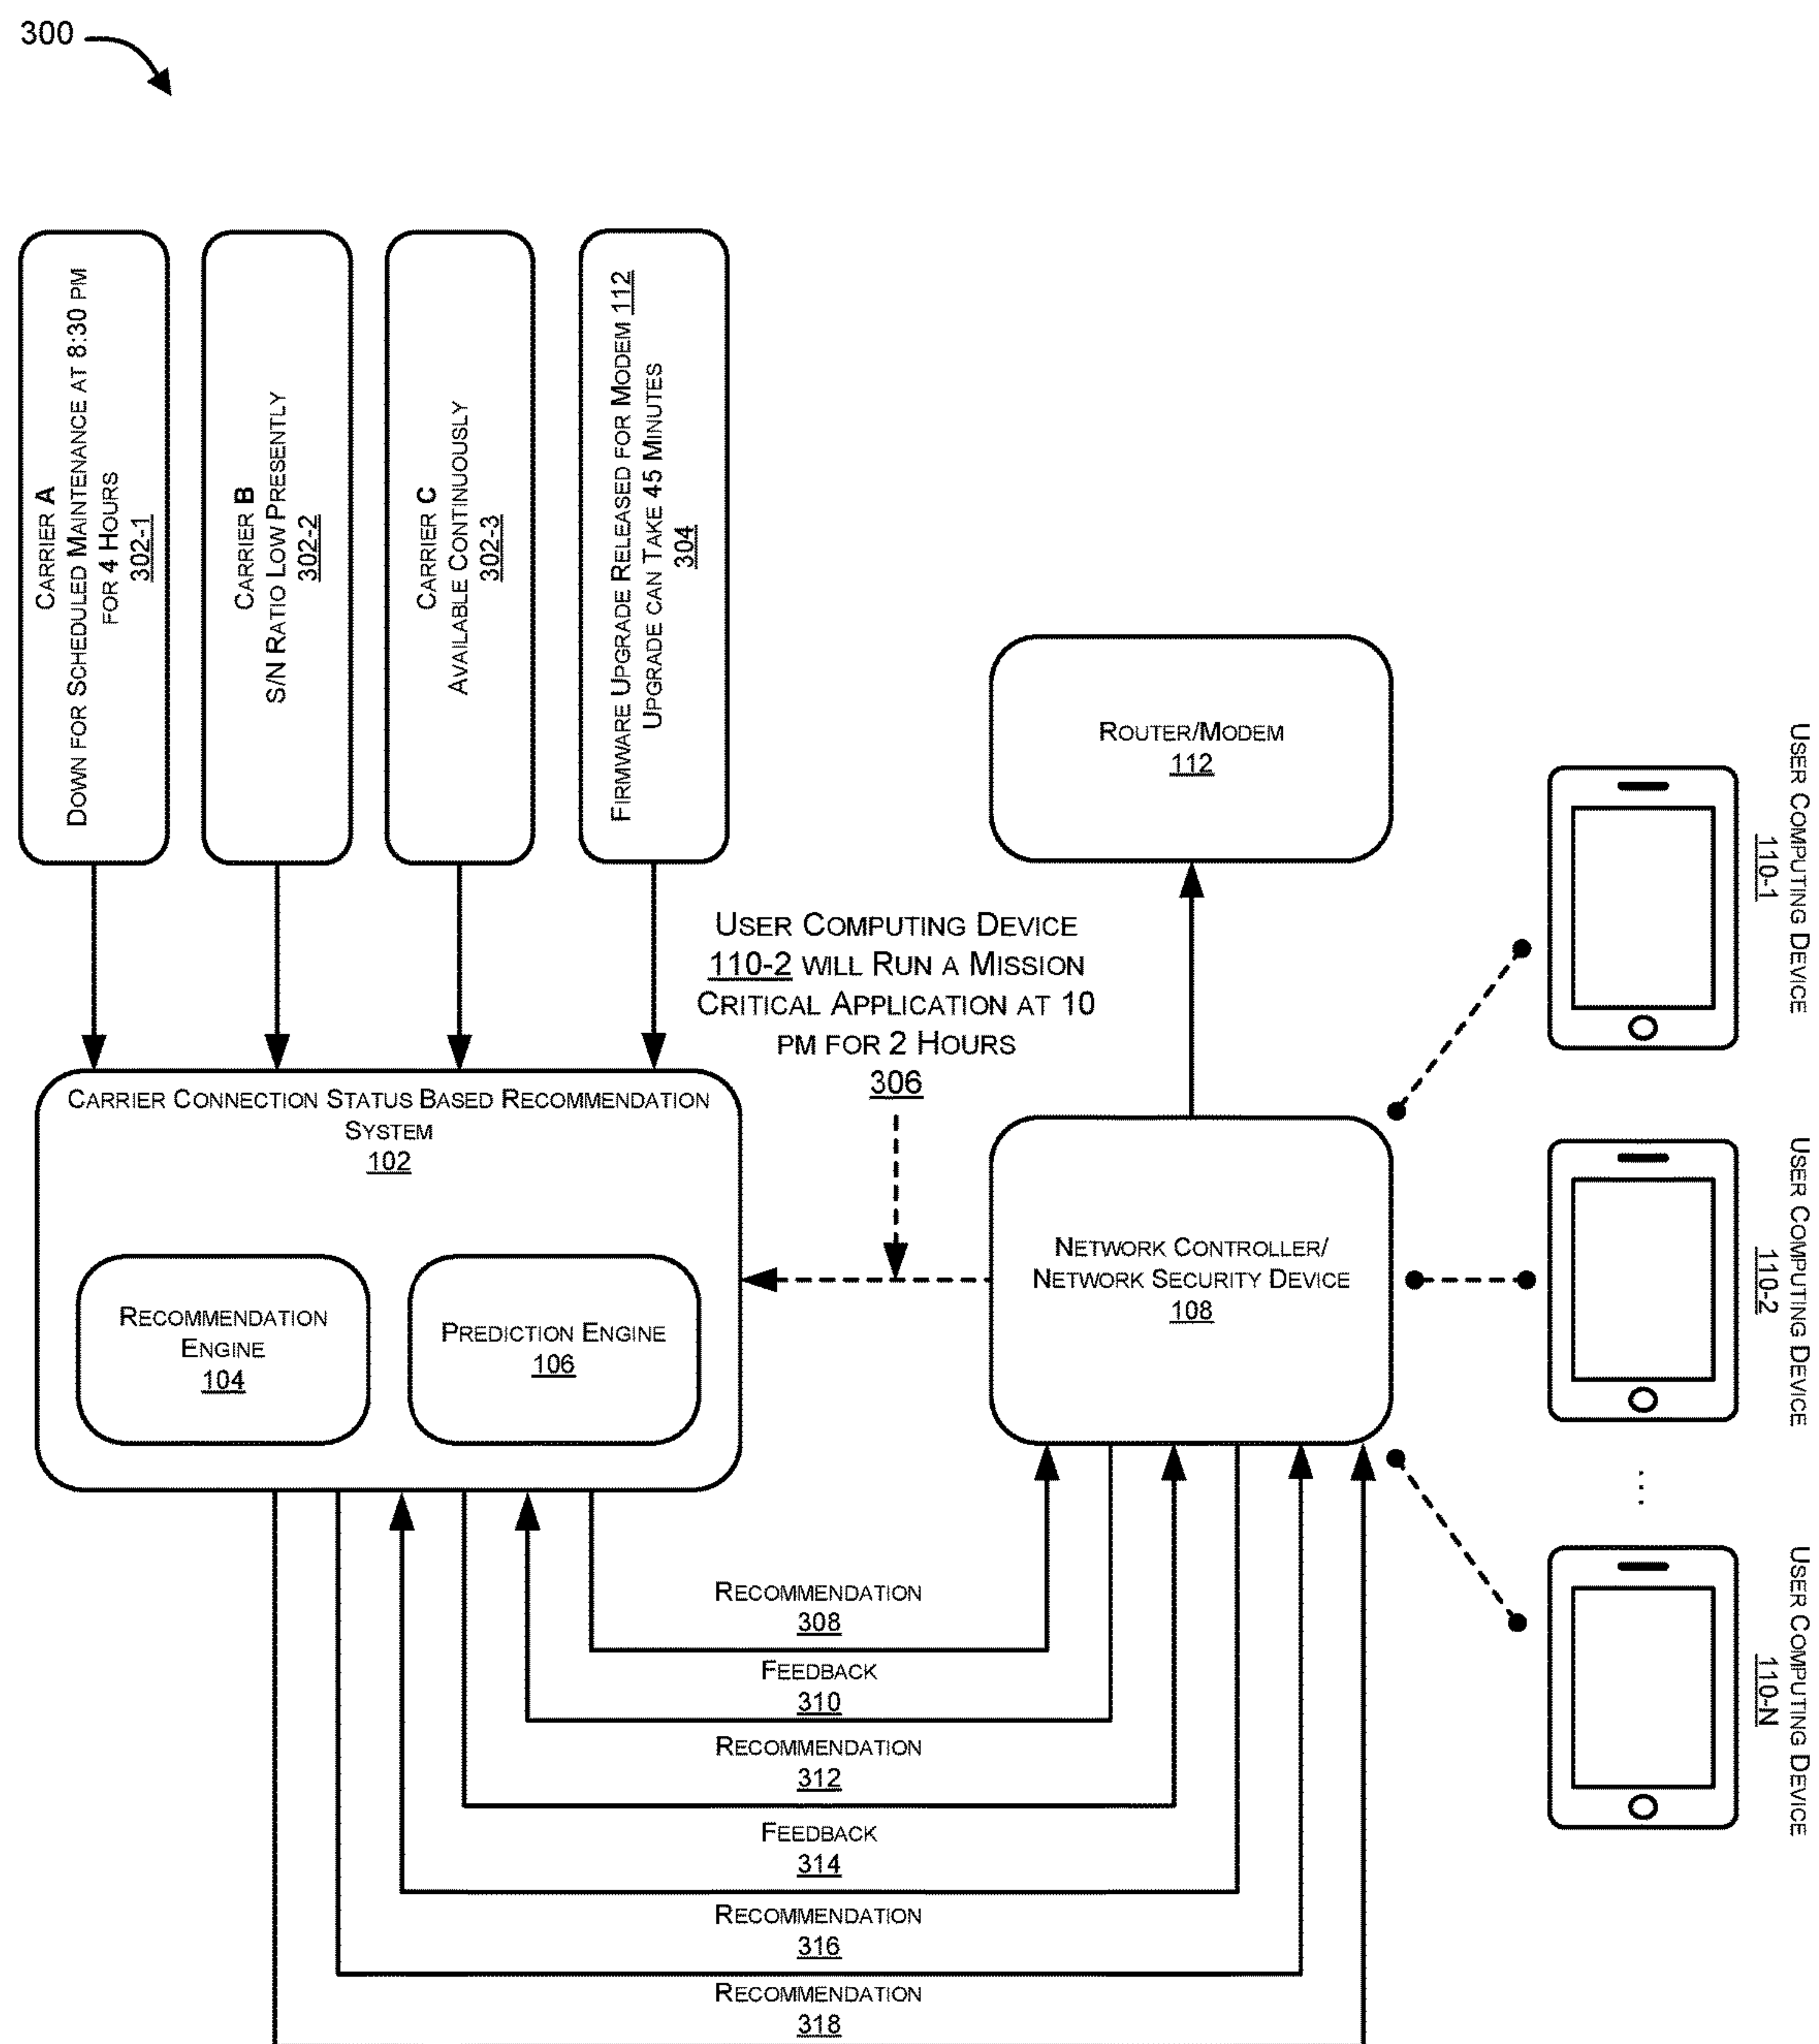 300
CARRIER A
DOWN FOR SCHEDULED MAINTENANCE AT 8:30 PM
FOR 4 HOURS
302-1
CARRIER B
S/N RATIO LOW PRESENTLY
302-2
CARRIER C
AVAILABLE CONTINUOUSLY
302-3
FIRMWARE UPGRADE RELEASED FOR MODEM 112
UPGRADE CAN TAKE 45 MINUTES
304
ROUTER/MODEM
112
USER COMPUTING DEVICE
110-1
USER COMPUTING DEVICE
110-2 WILL RUN A MISSION
CRITICAL APPLICATION AT 10
PM FOR 2 HOURS
306
CARRIER CONNECTION STATUS BASED RECOMMENDATION
SYSTEM
102
RECOMMENDATION
ENGINE
104
PREDICTION ENGINE
106
NETWORK CONTROLLER/
NETWORK SECURITY DEVICE
108
USER COMPUTING DEVICE
110-2
...
USER COMPUTING DEVICE
110-N
RECOMMENDATION
308
FEEDBACK
310
RECOMMENDATION
312
FEEDBACK
314
RECOMMENDATION
316
RECOMMENDATION
318